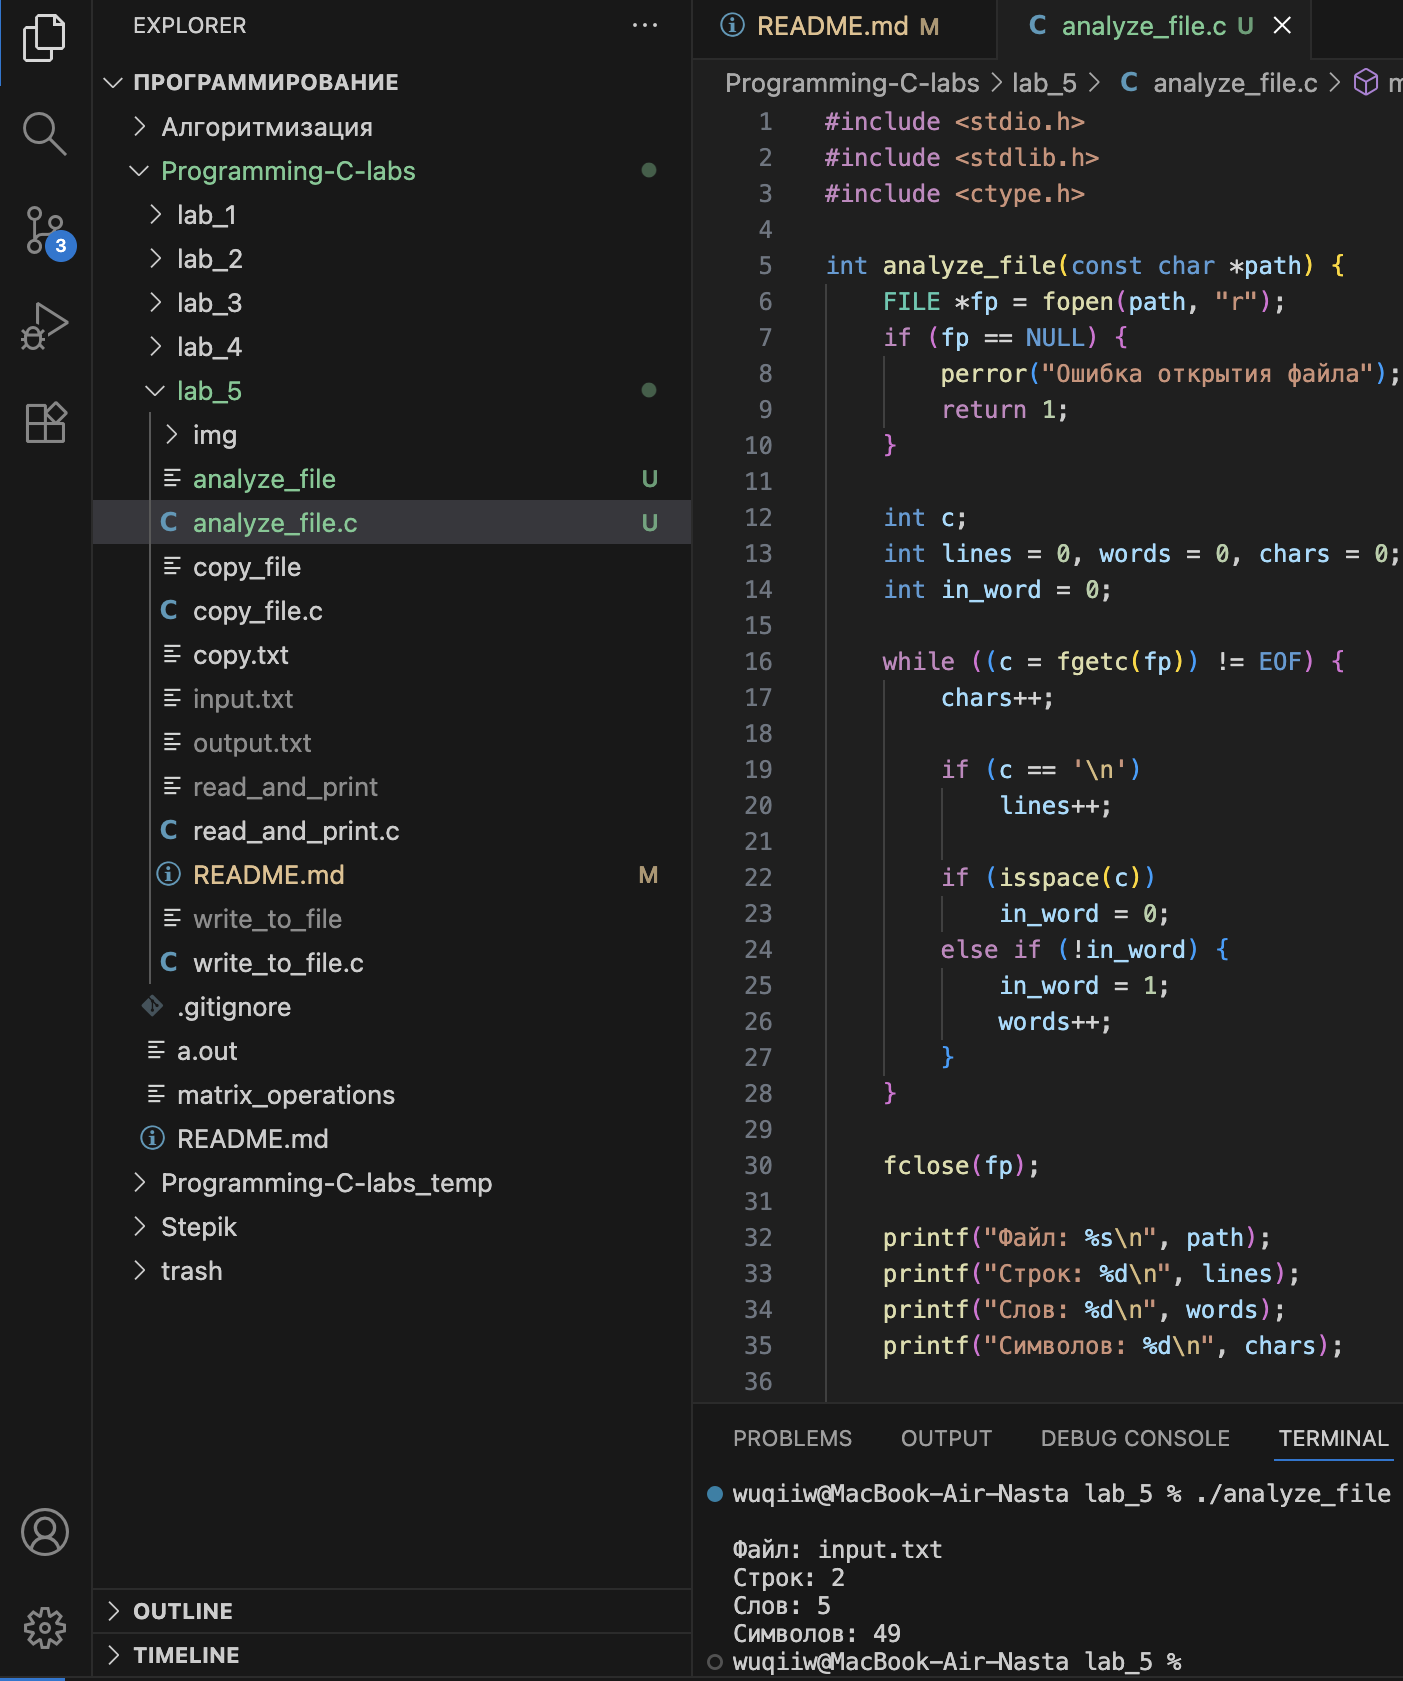 EXPLORER
ПРОГРАММИРОВАНИЕ
Алгоритмизация
Programming-C-labs
lab_1
lab_2
3
lab_3
lab_4
lab_5
img
analyze_file U
analyze_file.c U
copy_file
copy_file.c
copy.txt
input.txt
output.txt
read_and_print
read_and_print.c
README.md M
write_to_file
write_to_file.c
.gitignore
a.out
matrix_operations
README.md
Programming-C-labs_temp
Stepik
trash
OUTLINE
TIMELINE
README.md M
analyze_file.c U
Programming-C-labs > lab_5 > C analyze_file.c > m
1 #include <stdio.h>
2 #include <stdlib.h>
3 #include <ctype.h>
4
5 int analyze_file(const char *path) {
6 FILE *fp = fopen(path, "r");
7 if (fp == NULL) {
8 perror("Ошибка открытия файла");
9 return 1;
10 }
11
12 int c;
13 int lines = 0, words = 0, chars = 0;
14 int in_word = 0;
15
16 while ((c = fgetc(fp)) != EOF) {
17 chars++;
18
19 if (c == '\n')
20 lines++;
21
22 if (isspace(c))
23 in_word = 0;
24 else if (!in_word) {
25 in_word = 1;
26 words++;
27 }
28 }
29
30 fclose(fp);
31
32 printf("Файл: %s\n", path);
33 printf("Строк: %d\n", lines);
34 printf("Слов: %d\n", words);
35 printf("Символов: %d\n", chars);
36
PROBLEMS OUTPUT DEBUG CONSOLE TERMINAL
wuqiiw@MacBook-Air-Nasta lab_5 % ./analyze_file
Файл: input.txt
Строк: 2
Слов: 5
Символов: 49
wuqiiw@MacBook-Air-Nasta lab_5 %